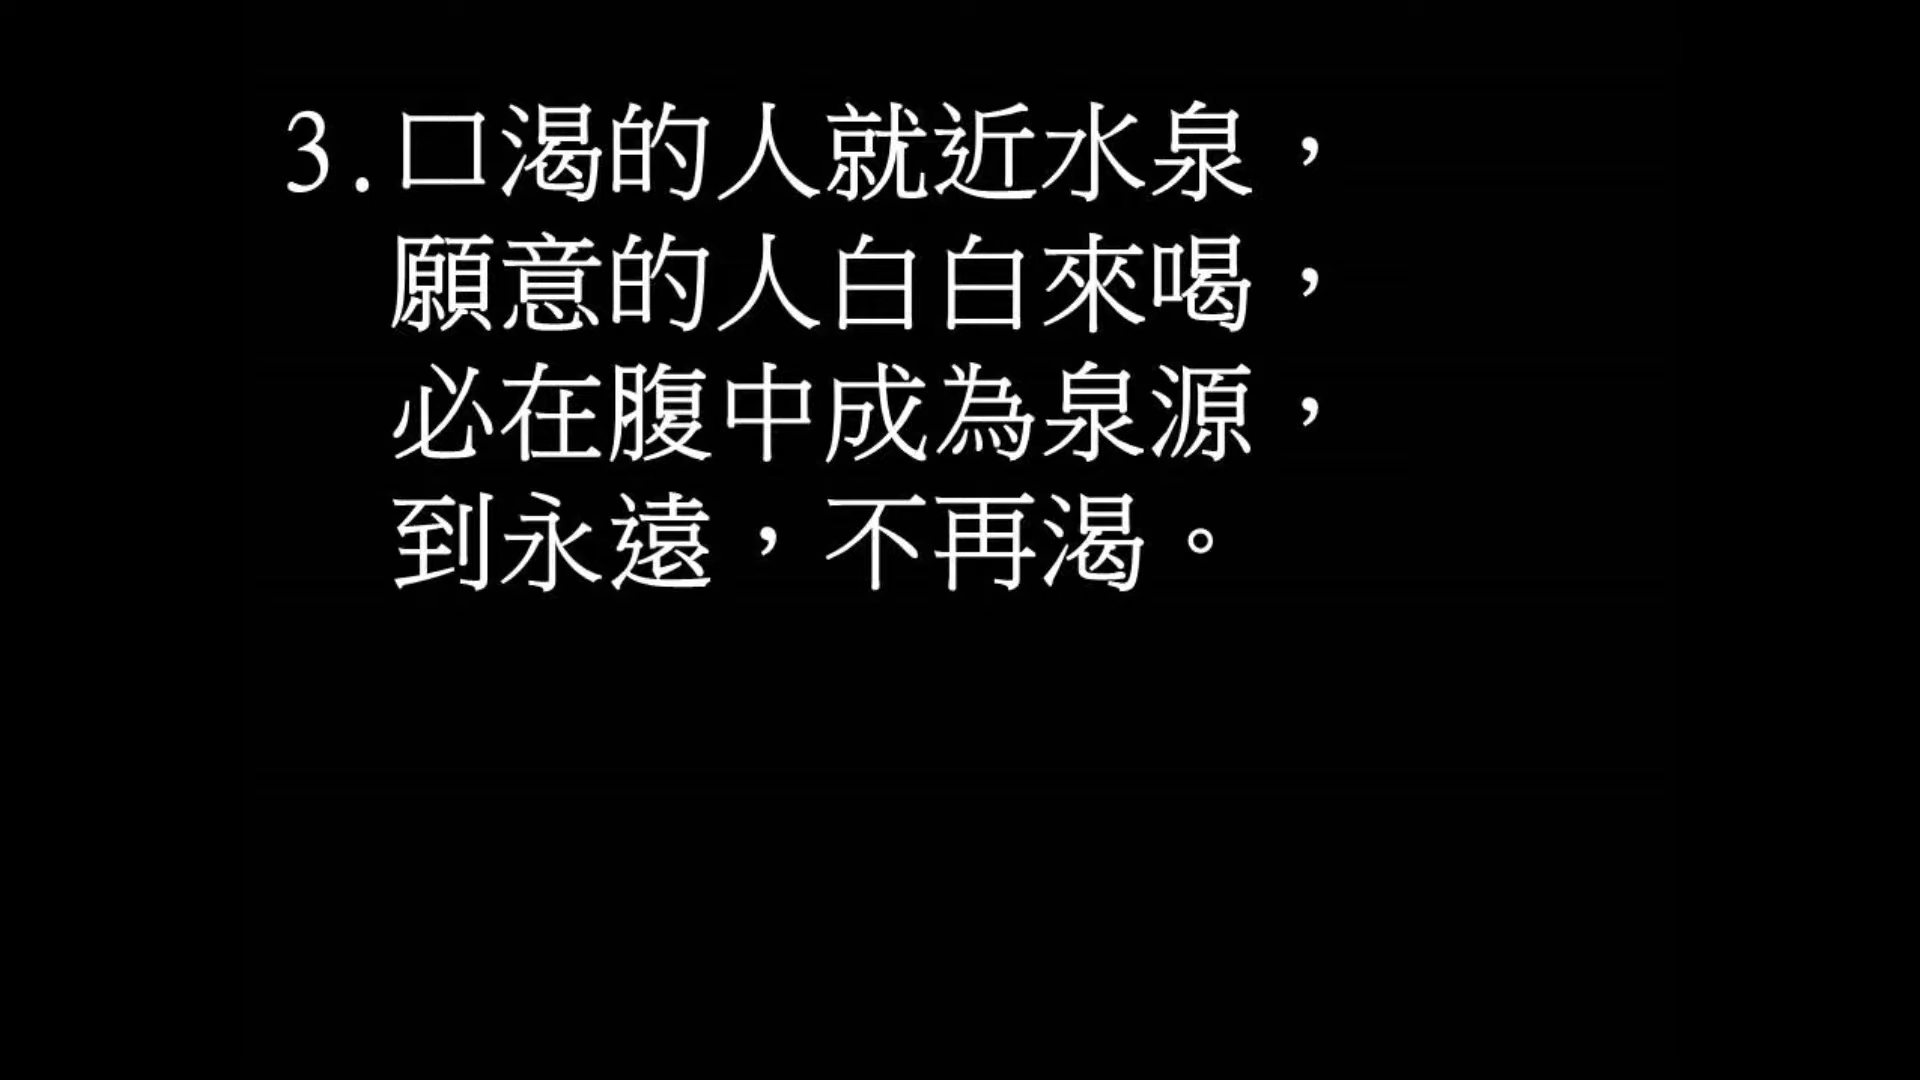 3.口渴的人就近水泉，
願意的人白白來喝，
必在腹中成為泉源，
到永遠，不再渴。